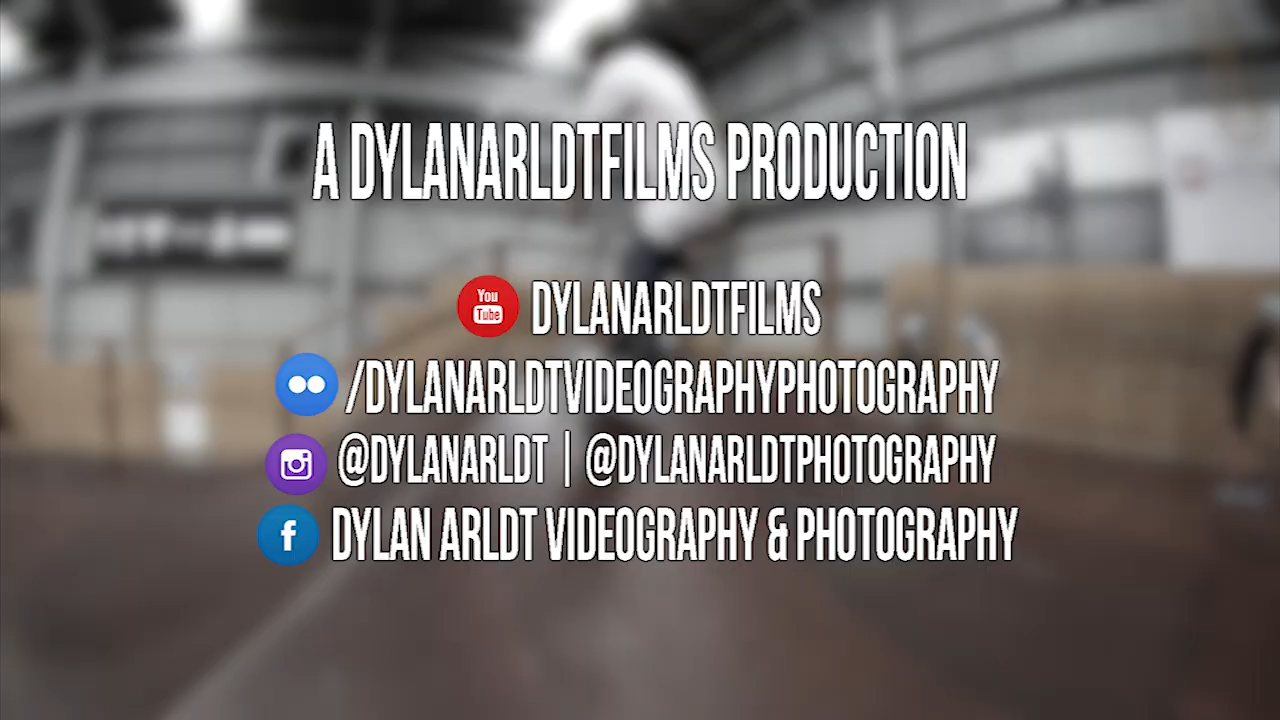 A DYLANARLDTFILMS PRODUCTION
You Tube DYLANARLDTFILMS
/DYLANARLDTVIDEOGRAPHYPHOTOGRAPHY
@DYLANARLDT | @DYLANARLDTPHOTOGRAPHY
f DYLAN ARLDT VIDEOGRAPHY & PHOTOGRAPHY